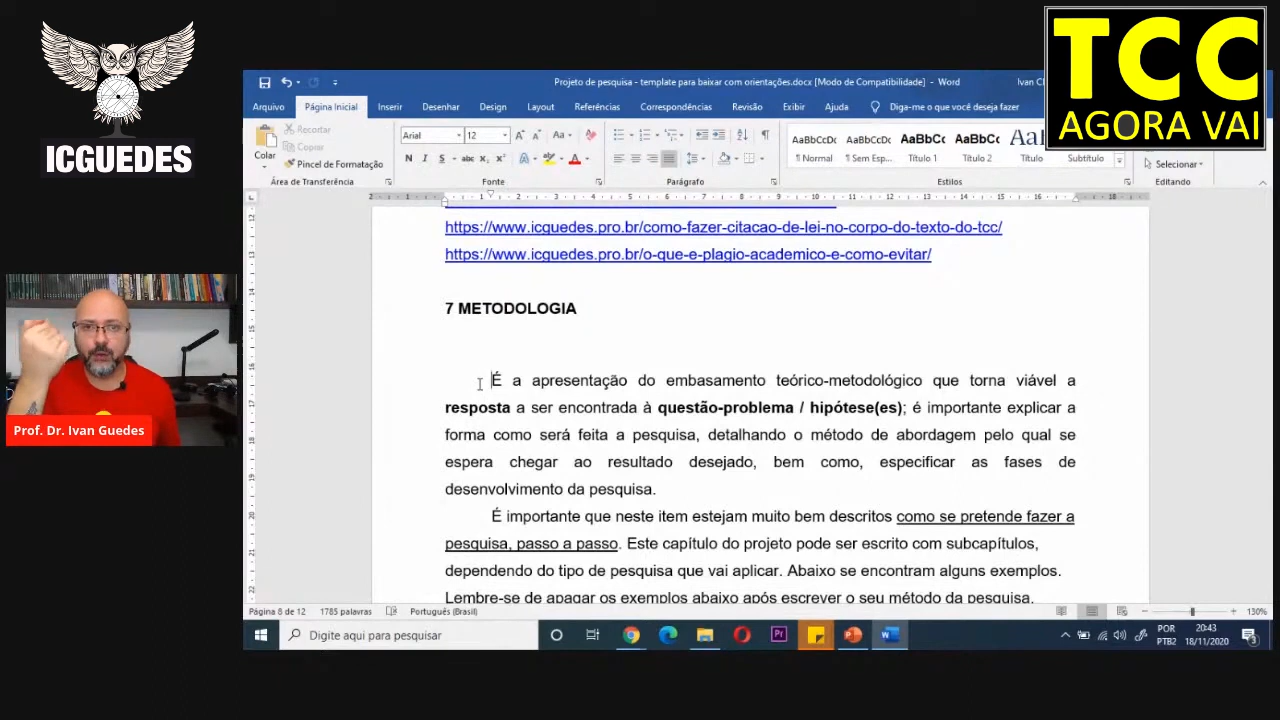 ICGUEDES
TCC
AGORA VAI
Projeto de pesquisa - template para baixar com orientações.docx [Modo de Compatibilidade] - Word
Ivan C
Arquivo Página Inicial Inserir Desenhar Design Layout Referências Correspondências Revisão Exibir Ajuda Diga-me o que você deseja fazer
Colar
Recortar
Copiar
Pincel de Formatação
Área de Transferência
Arial 12
N I S abc x₂ x²
Fonte
Parágrafo
AaBbCcDc AaBbCcDc AaBbCc AaBbCc
¶ Normal ¶ Sem Esp... Título 1 Título 2 Subtítulo
Estilos
Selecionar
Editando
https://www.icguedes.pro.br/como-fazer-citacao-de-lei-no-corpo-do-texto-do-tcc/
https://www.icguedes.pro.br/o-que-e-plagio-academico-e-como-evitar/
7 METODOLOGIA
É a apresentação do embasamento teórico-metodológico que torna viável a
resposta a ser encontrada à questão-problema / hipótese(es); é importante explicar a
forma como será feita a pesquisa, detalhando o método de abordagem pelo qual se
espera chegar ao resultado desejado, bem como, especificar as fases de
desenvolvimento da pesquisa.
É importante que neste item estejam muito bem descritos como se pretende fazer a
pesquisa, passo a passo. Este capítulo do projeto pode ser escrito com subcapítulos,
dependendo do tipo de pesquisa que vai aplicar. Abaixo se encontram alguns exemplos.
Lembre-se de apagar os exemplos abaixo após escrever o seu método da pesquisa.
Prof. Dr. Ivan Guedes
Página 8 de 12 1785 palavras Português (Brasil) 130%
Digite aqui para pesquisar
POR
PTB2
20:43
18/11/2020